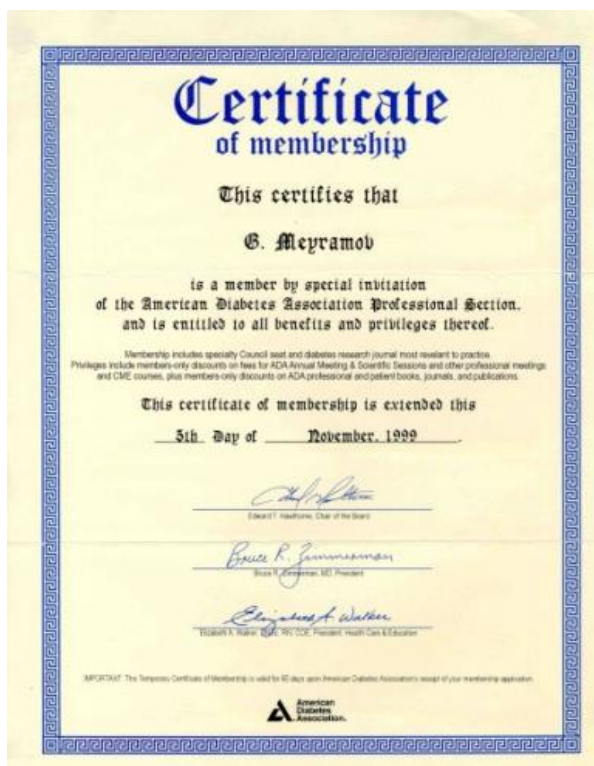 Certificate
of membership
This certifies that
G. Meyramov
is a member by special invitation
of the American Diabetes Association Professional Section,
and is entitled to all benefits and privileges thereof.
Membership includes specialty Council seat and diabetes research journal most revelant to practice.
Privileges include members-only discounts on fees for ADA Annual Meeting & Scientific Sessions and other professional meetings
and CME courses, plus members-only discounts on ADA professional and patient books, journals, and publications.
This certificate of membership is extended this
5th Day of November, 1999.
Edward T. Hawthorne, Chair of the Board
Bruce R. Zimmerman
Bruce R. Zimmerman, MD, President
Elizabeth A Walker
Elizabeth A. Walker, RN, CDE, President, Health Care & Education
IMPORTANT: This Temporary Certificate of Membership is valid for 60 days upon American Diabetes Association's receipt of your membership application.
American
Diabetes
Association.